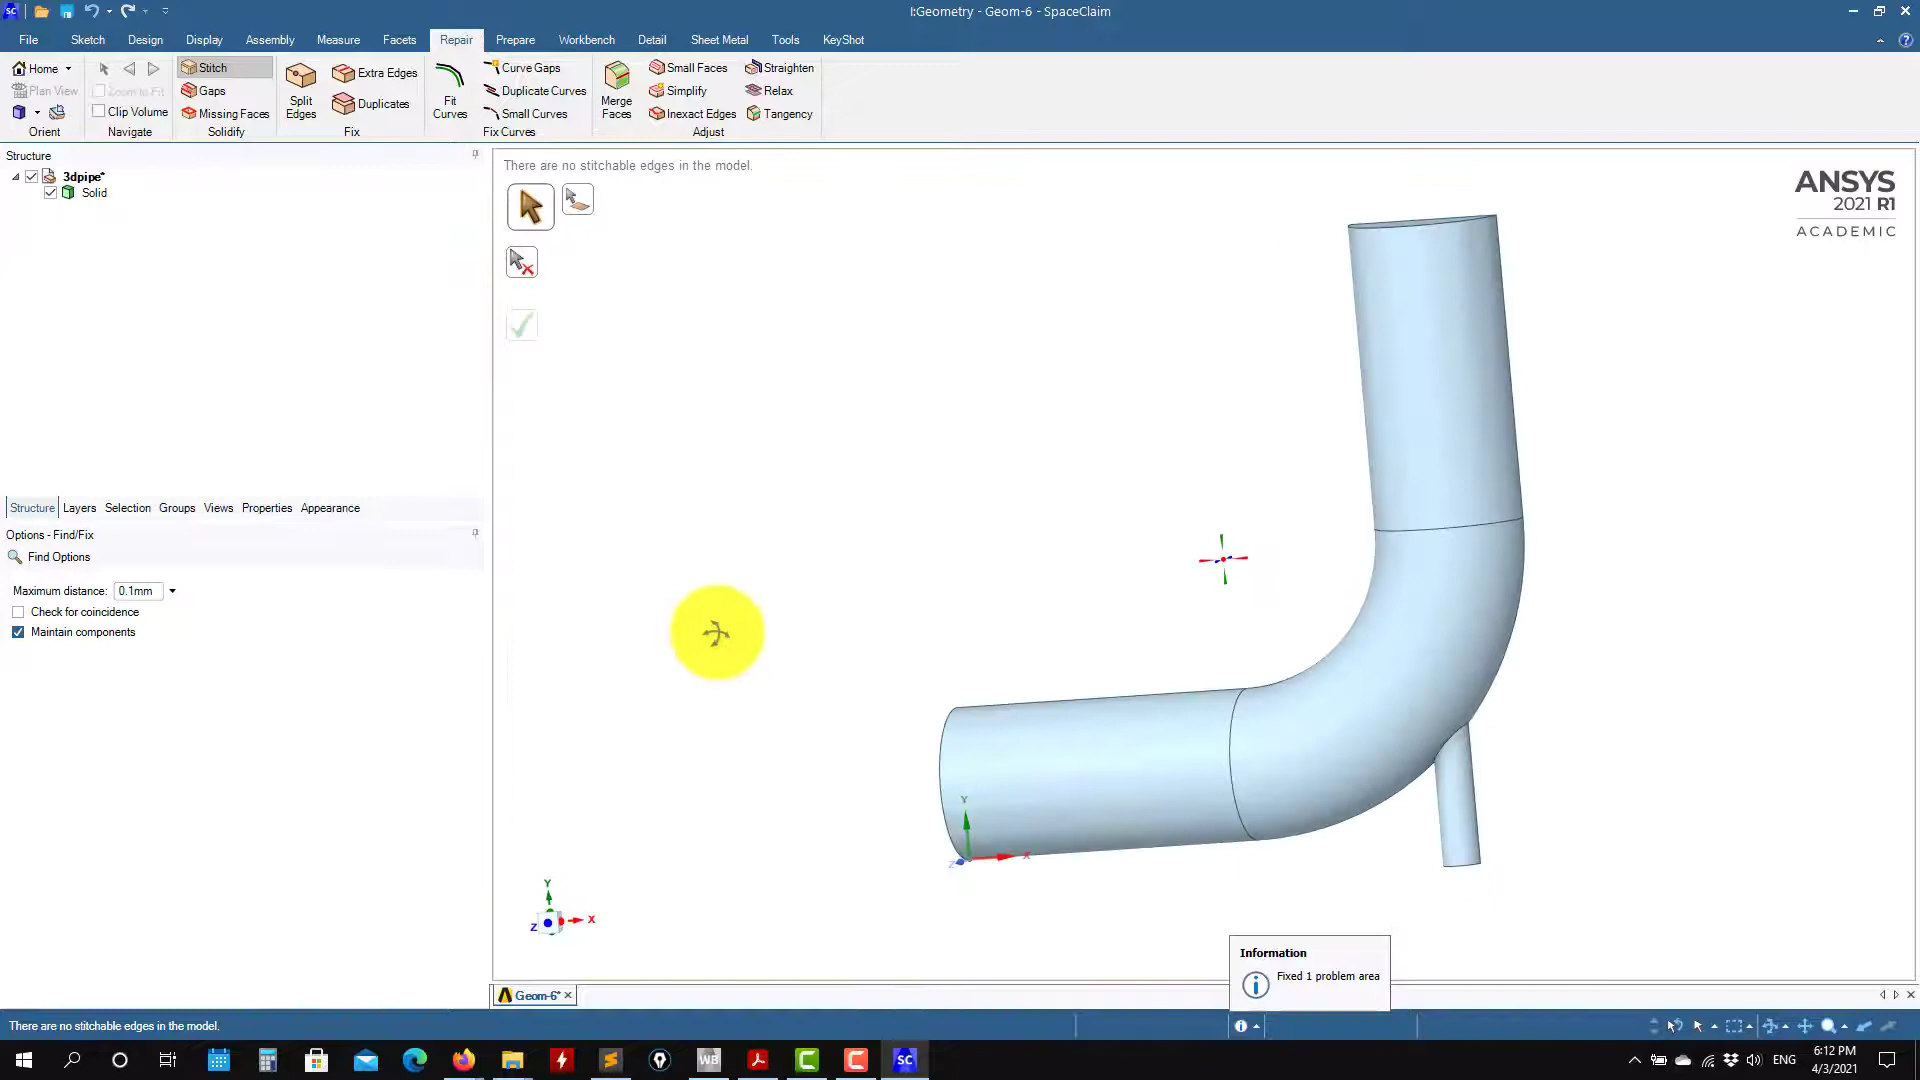 I:Geometry - Geom-6 - SpaceClaim
File Sketch Design Display Assembly Measure Facets Repair Prepare Workbench Detail Sheet Metal Tools KeyShot
Home
Plan View
Orient
Zoom to Fit
Clip Volume
Navigate
Stitch
Gaps
Missing Faces
Solidify
Split
Edges
Extra Edges
Duplicates
Fix
Fit
Curves
Curve Gaps
Duplicate Curves
Small Curves
Fix Curves
Merge
Faces
Small Faces
Simplify
Inexact Edges
Straighten
Relax
Tangency
Adjust
Structure
3dpipe*
Solid
Structure Layers Selection Groups Views Properties Appearance
Options - Find/Fix
Find Options
Maximum distance: 0.1mm
Check for coincidence
Maintain components
There are no stitchable edges in the model.
ANSYS
2021 R1
ACADEMIC
Y
X
Z
Y
X
Z
Information
Fixed 1 problem area
Geom-6*
There are no stitchable edges in the model.
WB
SC
ENG
6:12 PM
4/3/2021